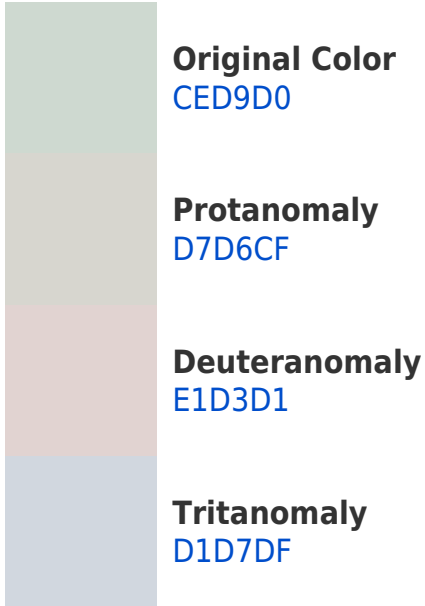 Original Color
CED9D0
Protanomaly
D7D6CF
Deuteranomaly
E1D3D1
Tritanomaly
D1D7DF